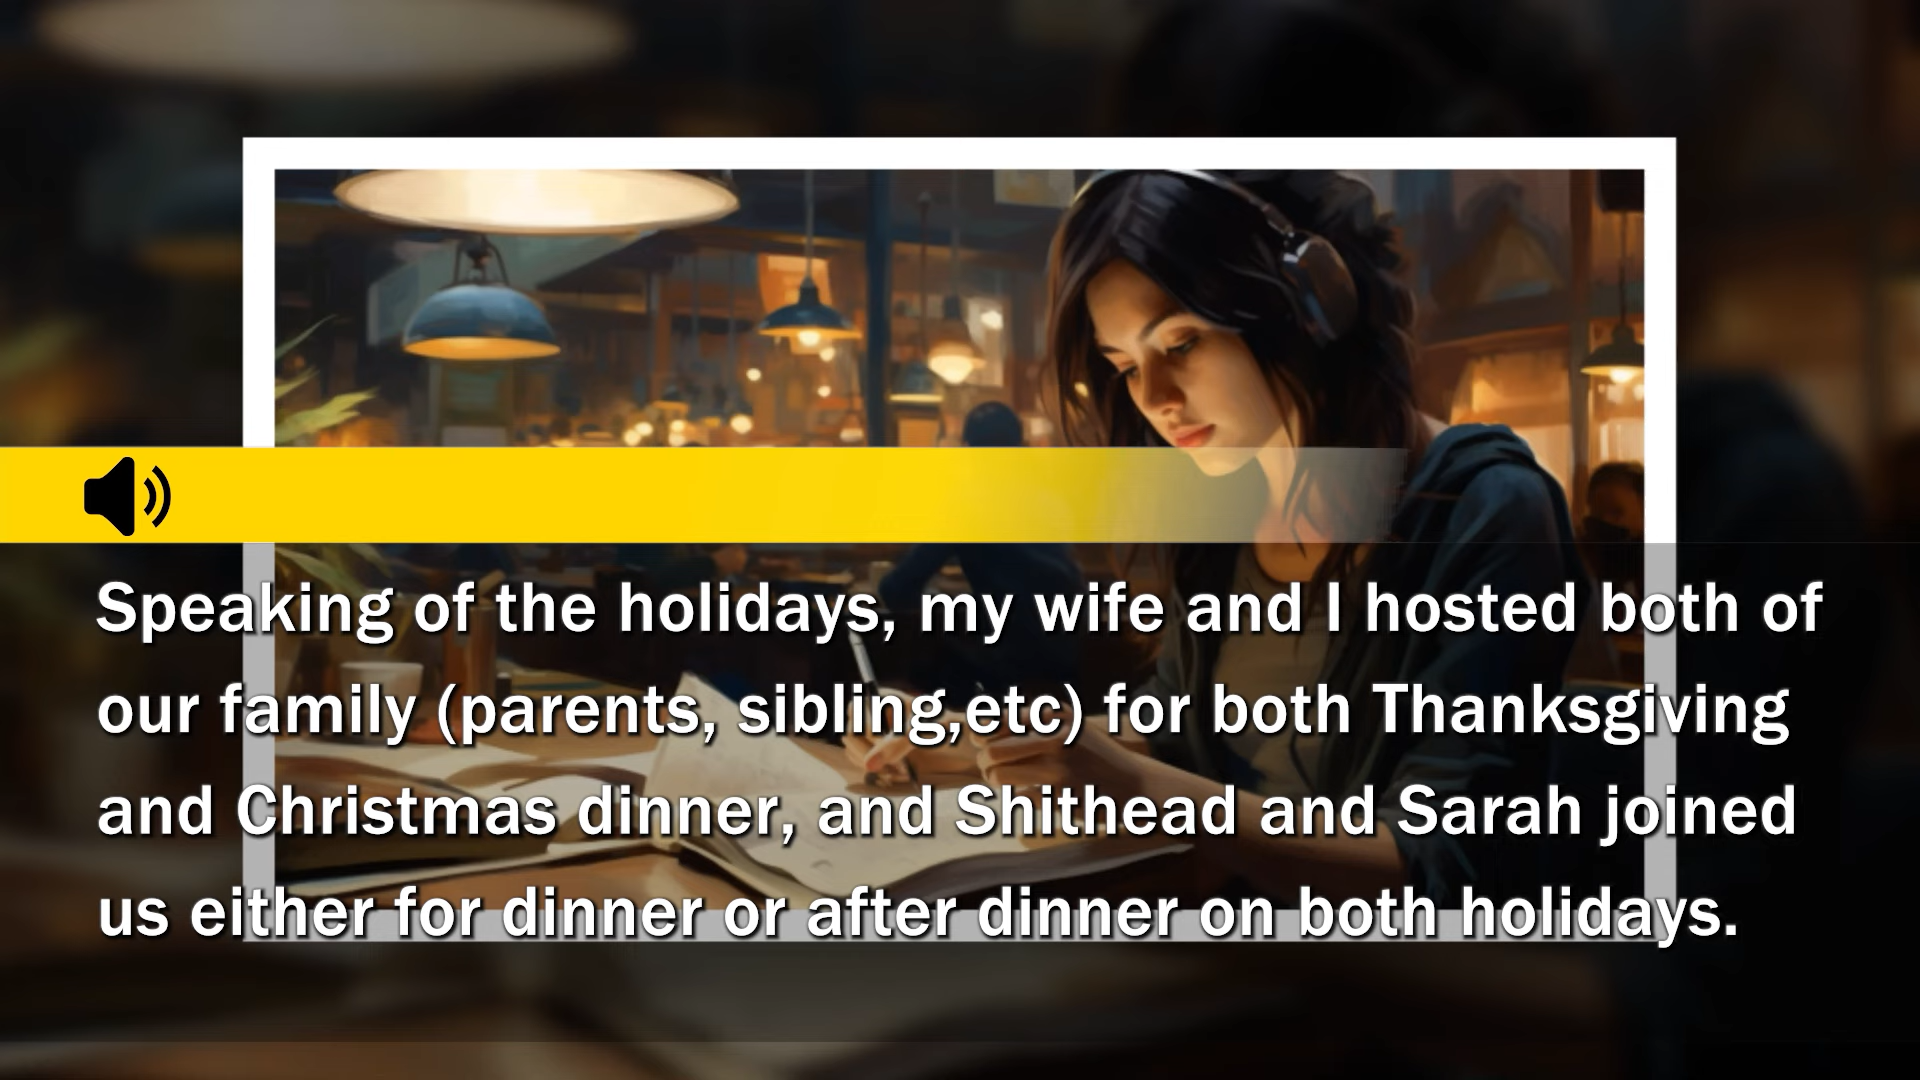 Speaking of the holidays, my wife and I hosted both of
our family (parents, sibling,etc) for both Thanksgiving
and Christmas dinner, and Shithead and Sarah joined
us either for dinner or after dinner on both holidays.